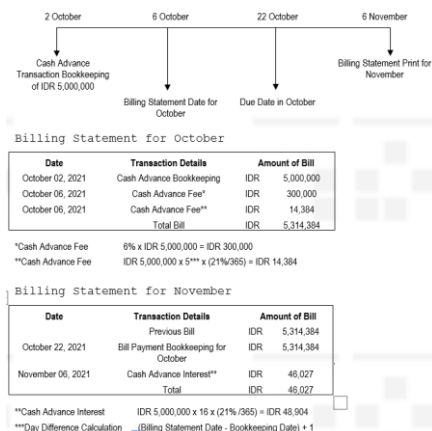 2 October 6 October 22 October 6 November
Cash Advance
Transaction Bookkeeping
of IDR 5,000,000
Billing Statement Print for
November
Billing Statement Date for
October
Due Date in October
Billing Statement for October
Date Transaction Details Amount of Bill
October 02, 2021 Cash Advance Bookkeeping IDR 5,000,000
October 06, 2021 Cash Advance Fee* IDR 300,000
October 06, 2021 Cash Advance Fee** IDR 14,384
Total Bill IDR 5,314,384
*Cash Advance Fee 6% x IDR 5,000,000 = IDR 300,000
**Cash Advance Fee IDR 5,000,000 x 5*** x (21%/365) = IDR 14,384
Billing Statement for November
Date Transaction Details Amount of Bill
Previous Bill IDR 5,314,384
October 22, 2021 Bill Payment Bookkeeping for
October IDR 5,314,384
November 06, 2021 Cash Advance Interest** IDR 46,027
Total IDR 46,027
**Cash Advance Interest IDR 5,000,000 x 16 x (21% /365) = IDR 48,904
***Day Difference Calculation (Billing Statement Date - Bookkeeping Date) + 1